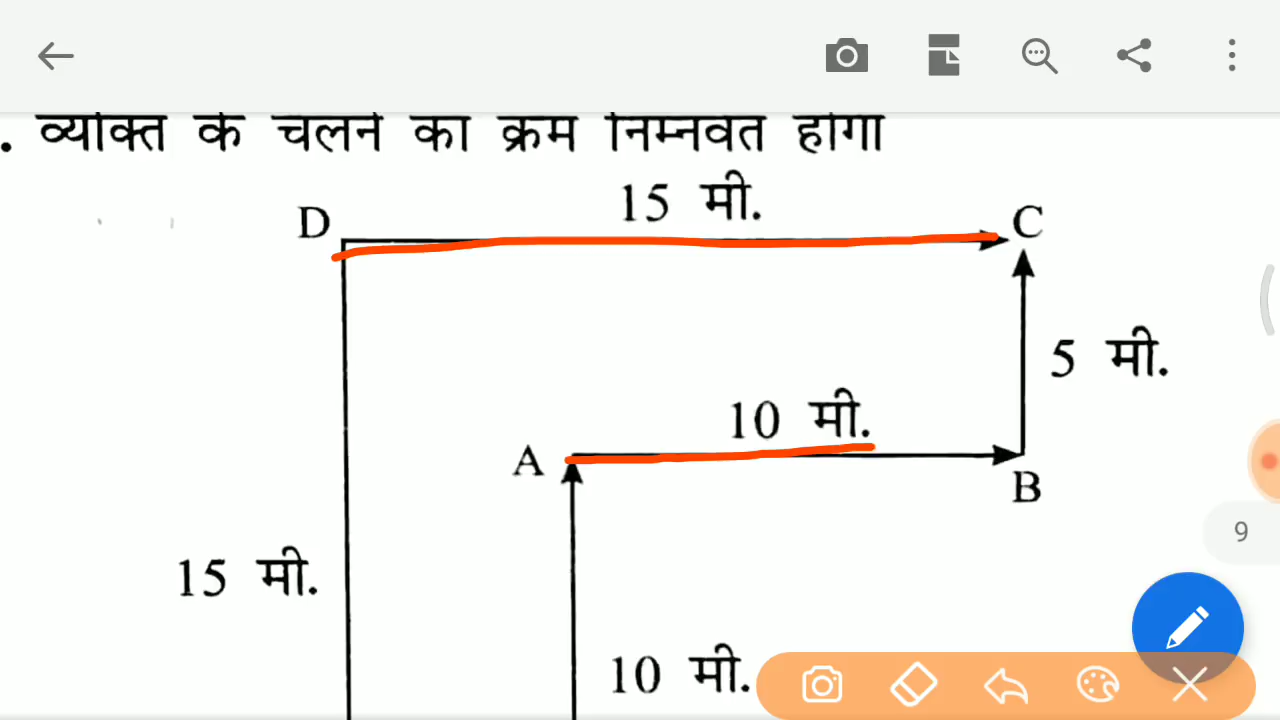 . व्यक्ति के चलने का क्रम निम्नवत होगा
15 मी.
D
C
5 मी.
10 मी.
A
B
9
15 मी.
10 मी.